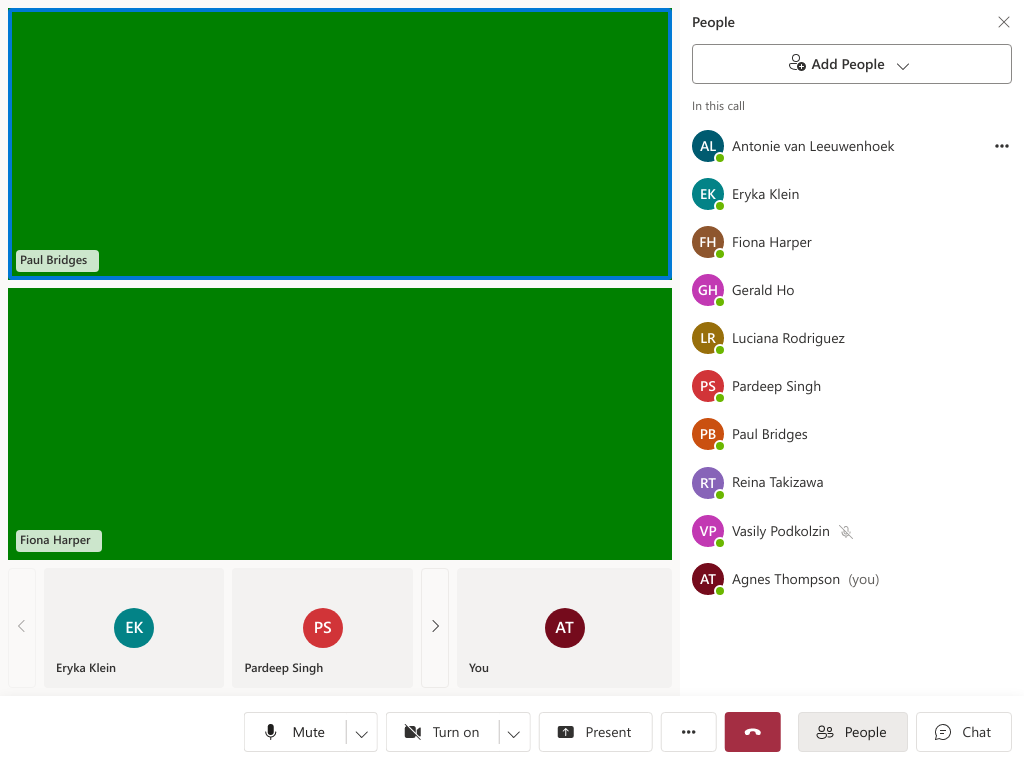 Paul Bridges
Fiona Harper
EK
Eryka Klein
PS
Pardeep Singh
AT
You
People
Add People
In this call
AL Antonie van Leeuwenhoek
EK Eryka Klein
FH Fiona Harper
GH Gerald Ho
LR Luciana Rodriguez
PS Pardeep Singh
PB Paul Bridges
RT Reina Takizawa
VP Vasily Podkolzin
AT Agnes Thompson (you)
Mute
Turn on
Present
People
Chat